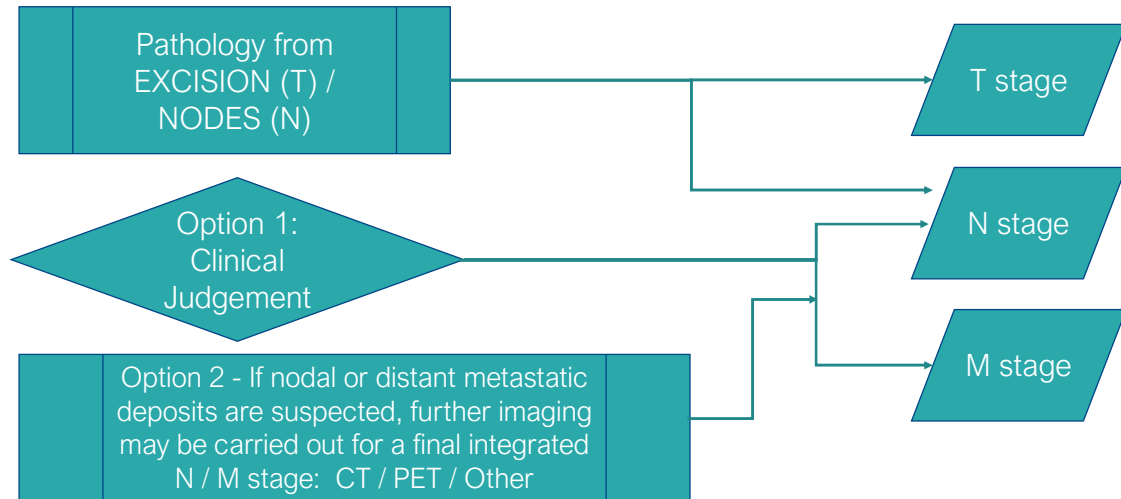 Pathology from
EXCISION (T) /
NODES (N)
T stage
Option 1:
Clinical
Judgement
N stage
Option 2 - If nodal or distant metastatic
deposits are suspected, further imaging
may be carried out for a final integrated
N / M stage:  CT / PET / Other
M stage